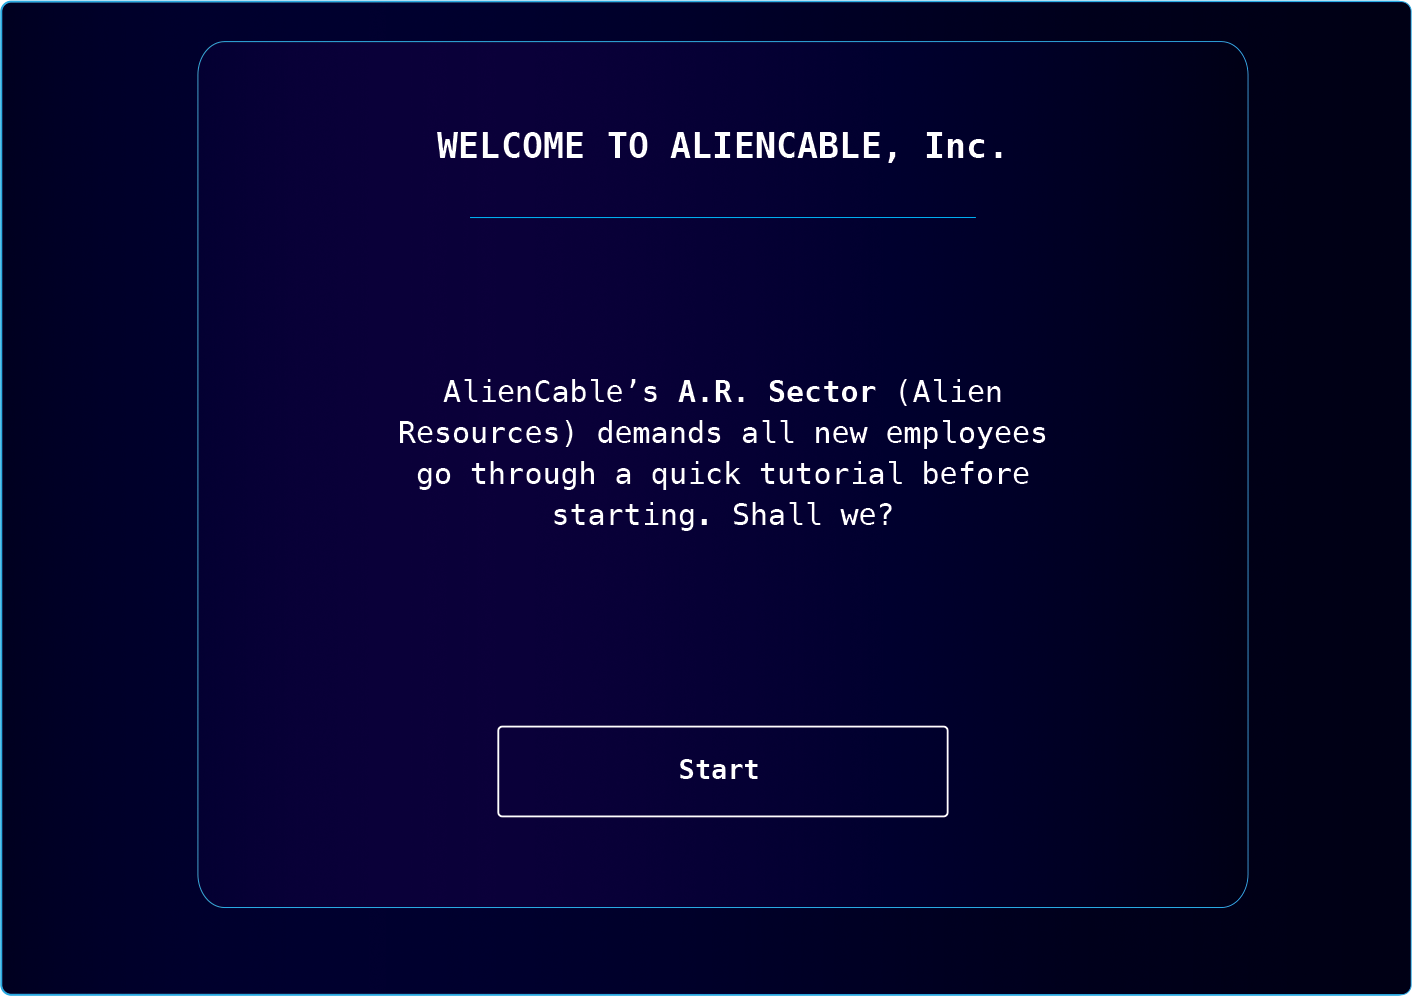 WELCOME TO ALIENCABLE, Inc.
AlienCable’s A.R. Sector (Alien
Resources) demands all new employees
go through a quick tutorial before
starting. Shall we?
Start